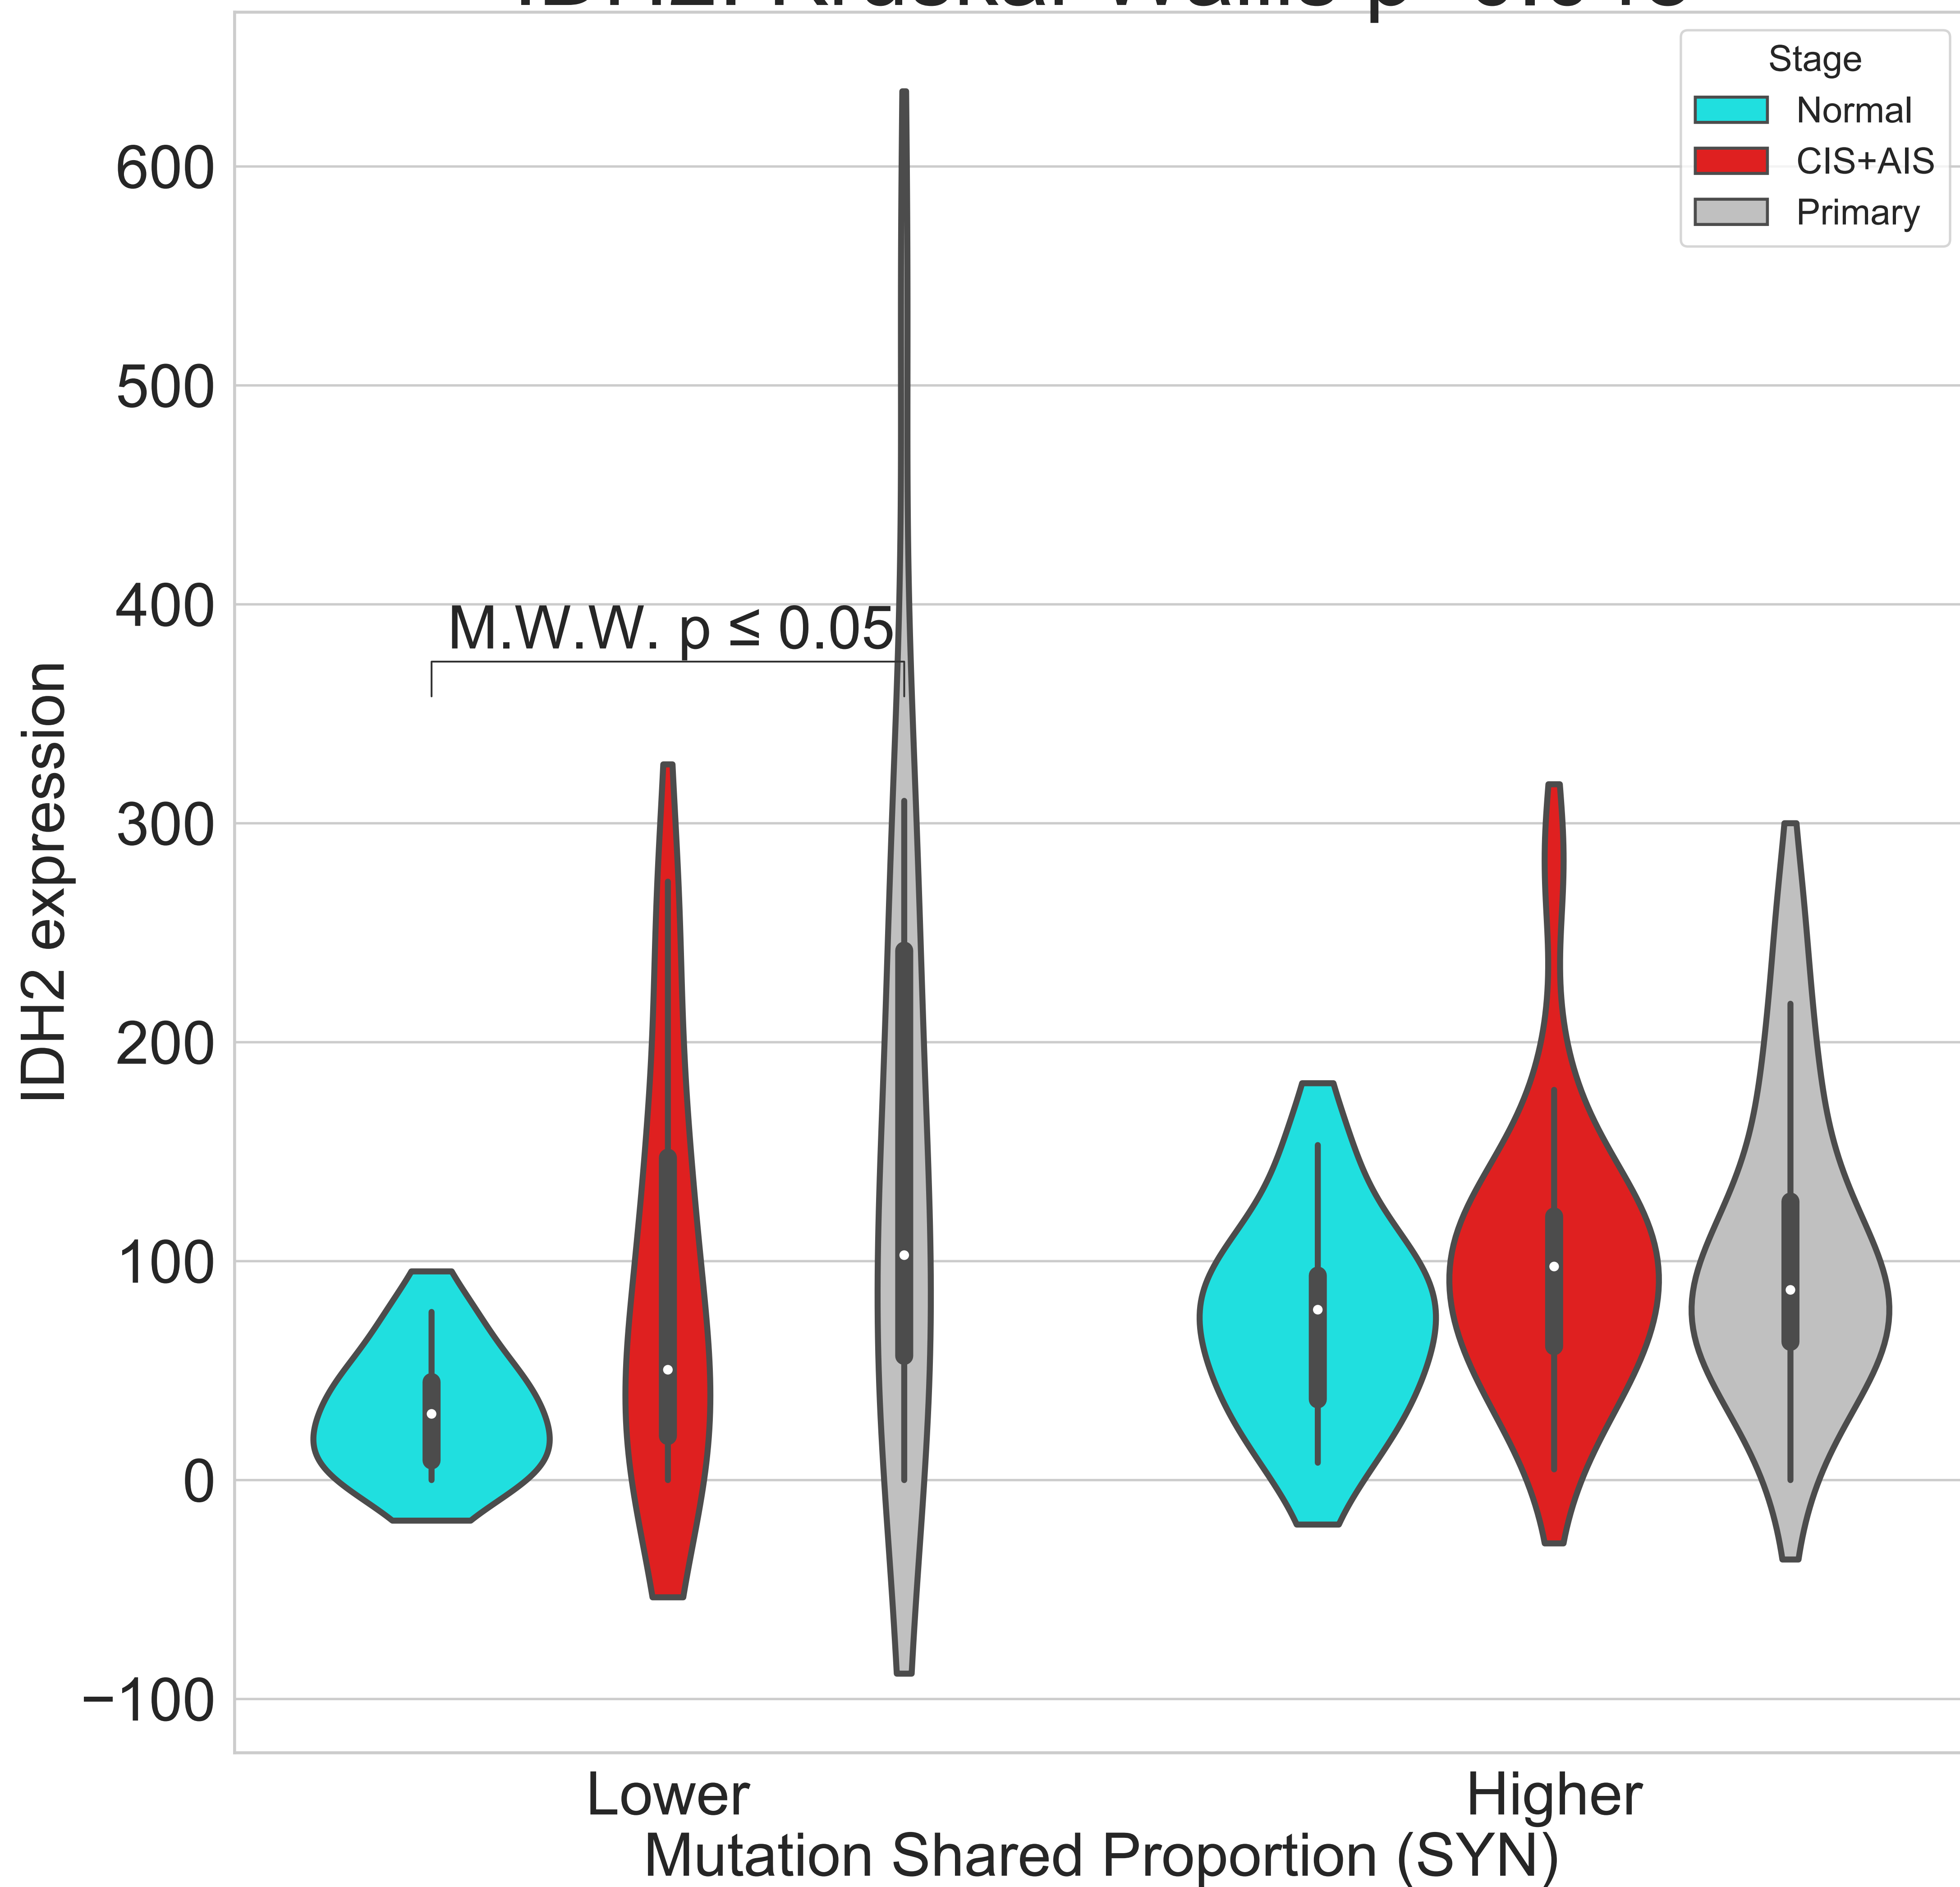 Stage
Normal
CIS+AIS
Primary
600
500
400
300
200
100
0
−100
M.W.W. p ≤ 0.05
IDH2 expression
Lower
Higher
Mutation Shared Proportion (SYN)